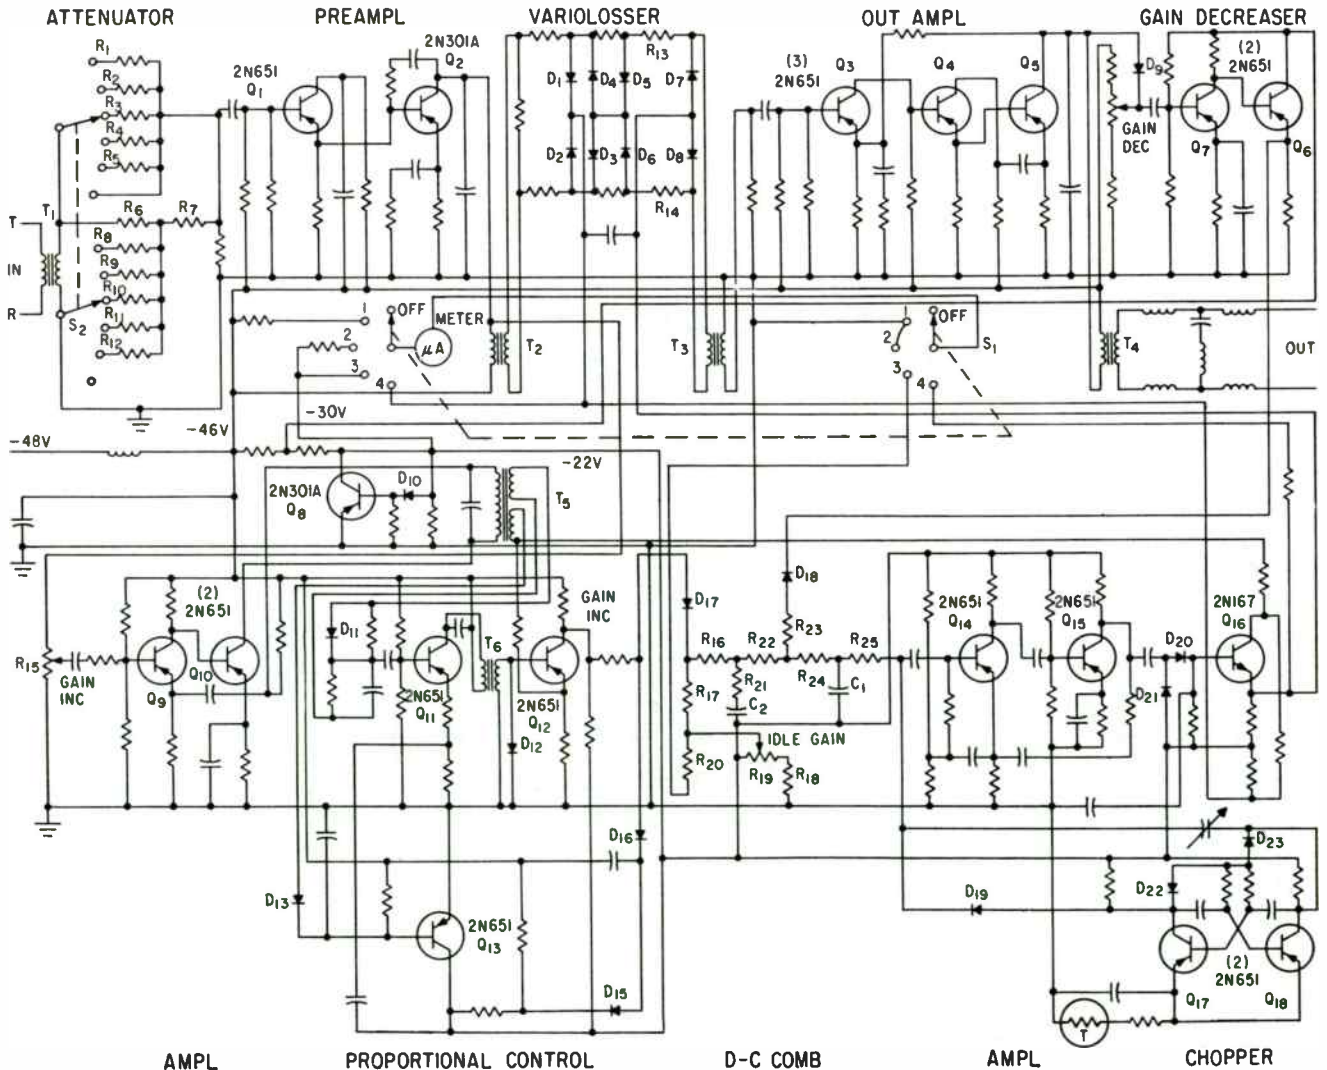 ATTENUATOR PREAMPL VARIOLOSSER OUT AMPL GAIN DECREASER
R1
R2
R3
R4
R5
2N651
Q1
2N301A
Q2
R13
D1 D4 D5 D7
D2 D3 D6 D8
R14
(3)
2N651
Q3
Q4
Q5
D9
GAIN
DEC
(2)
2N651
Q7
Q6
T
IN
R
T1
R6
R7
R8
R9
R10
R11
R12
S2
1
OFF
METER
2
µA
3
4
T2
T3
1
OFF
2
S1
3
4
T4
OUT
-48V
-46V
-30V
-22V
2N301A
Q8
D10
T5
R15
GAIN
INC
(2)
2N651
Q9
Q10
D11
2N651
Q11
T6
2N651
Q12
D12
GAIN
INC
D17
D18
R16
R22
R23
R24
R25
R17
R21
C2
C1
IDLE GAIN
R20
R19
R18
2N651
Q14
2N651
Q15
D20
D21
2N167
Q16
D16
D13
2N651
Q13
D15
D19
D22
D23
(2)
2N651
Q17
Q18
T
AMPL PROPORTIONAL CONTROL D-C COMB AMPL CHOPPER